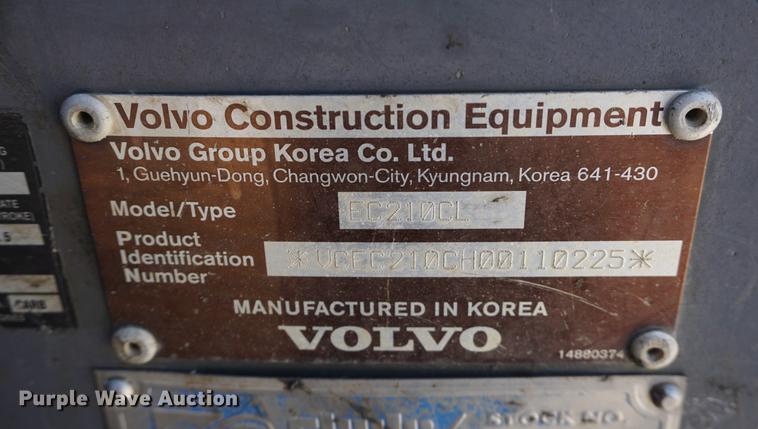 Volvo Construction Equipment
Volvo Group Korea Co. Ltd.
1, Guehyun-Dong, Changwon-City, Kyungnam, Korea 641-430
Model/Type EC210CL
Product
Identification
Number *VCEC210CH00110225*
MANUFACTURED IN KOREA
VOLVO
14880374
CARB
STOCK NO.
Purple Wave Auction